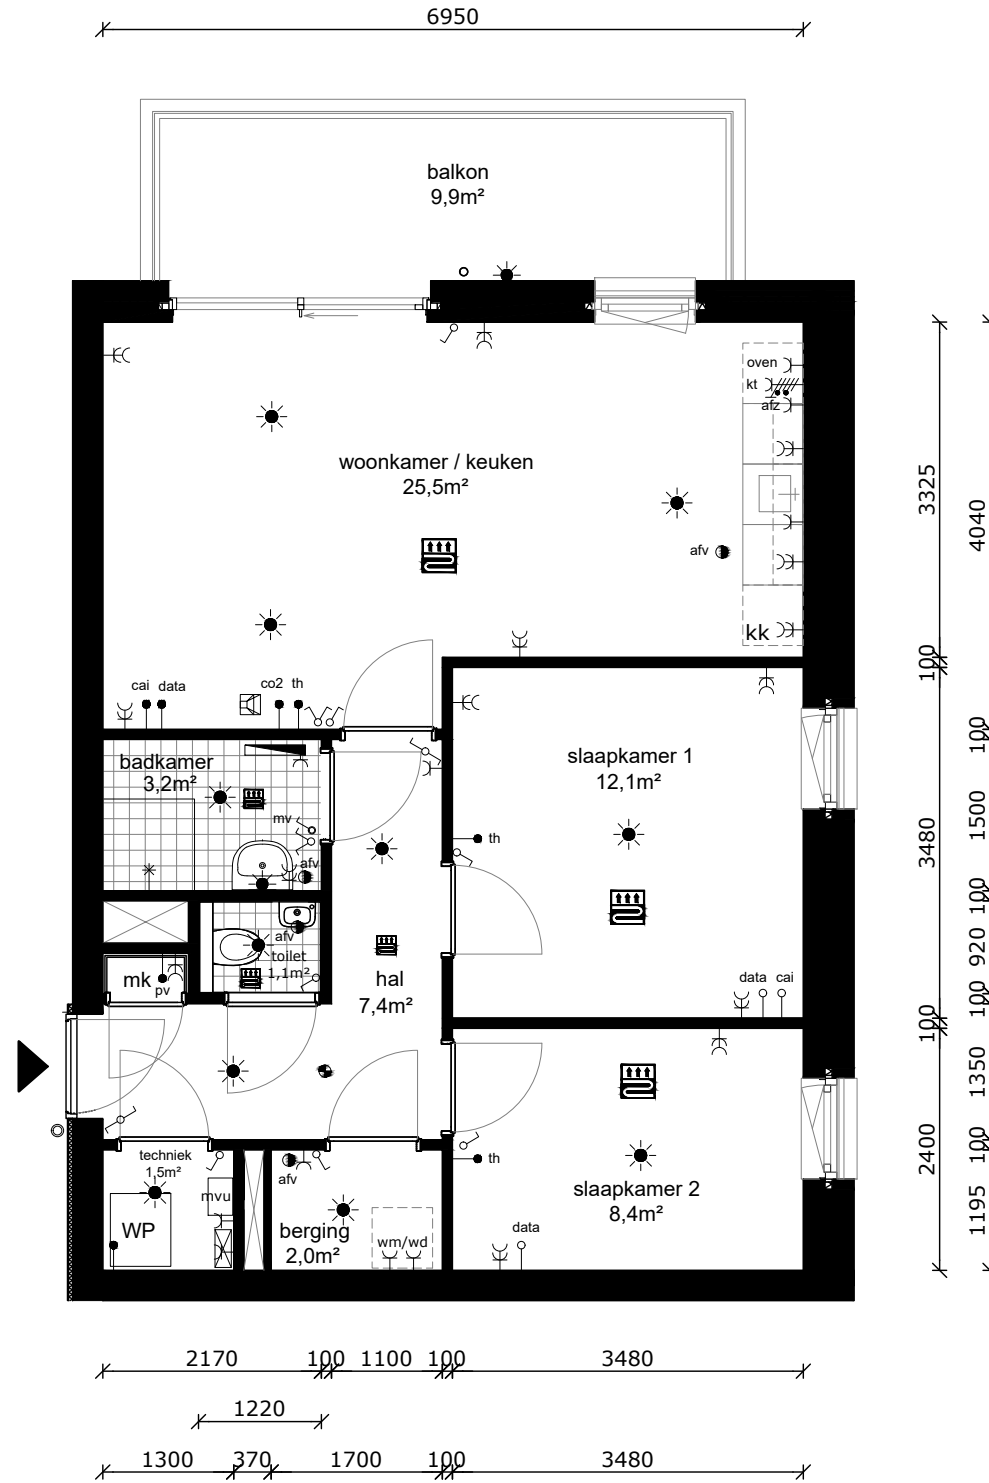 6950
balkon
9,9m²
oven
kt
afz
woonkamer / keuken
25,5m²
afv
kk
cai data
co2 th
badkamer
3,2m²
mv
afv
slaapkamer 1
12,1m²
th
afv
toilet
1,1m²
mk
pv
hal
7,4m²
data cai
techniek
1,5m²
mvu
WP
afv
berging
2,0m²
wm/wd
th
slaapkamer 2
8,4m²
data
3325
100
3480
100
2400
4040
100
1500
100
920
100
1350
100
1195
2170 100 1100 100 3480
1220
1300 370 1700 100 3480